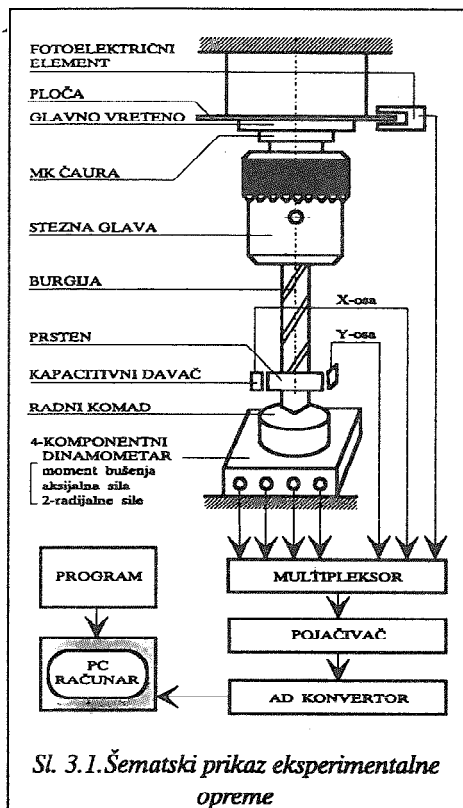 FOTOELEKTRIČNI
ELEMENT
PLOČA
GLAVNO VRETENO
MK ČAURA
STEZNA GLAVA
BURGIJA
X-osa
PRSTEN
Y-osa
KAPACITIVNI DAVAČ
RADNI KOMAD
4-KOMPONENTNI
DINAMOMETAR
moment bušenja
aksijalna sila
2-radijalne sile
PROGRAM
MULTIPLEKSOR
POJAČIVAČ
PC
RAČUNAR
AD KONVERTOR
Sl. 3.1.Šematski prikaz eksperimentalne
opreme